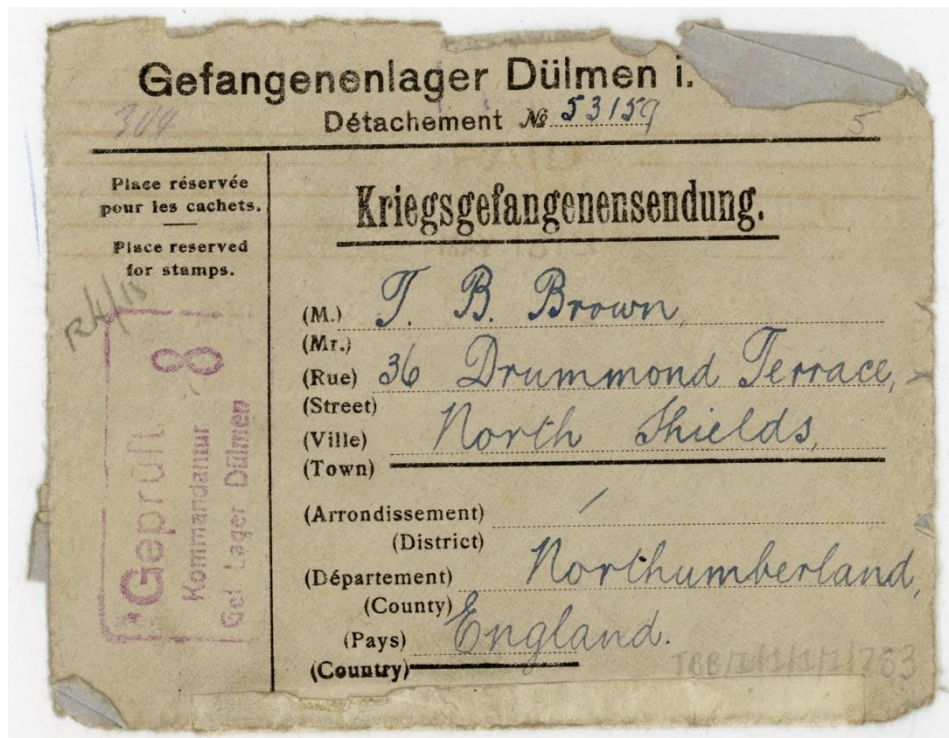 Gefangenenlager Dülmen i.
304
Détachement № 53159
5
Place réservée
pour les cachets.
Place reserved
for stamps.
Kriegsgefangenensendung.
(M.) T. B. Brown,
(Mr.)
(Rue) 36 Drummond Terrace,
(Street)
(Ville) North Shields,
(Town)
(Arrondissement)
(District)
(Département) Northumberland,
(County)
(Pays) England.
(Country)
Geprüft 8
Kommandantur
Gef. Lager Dülmen